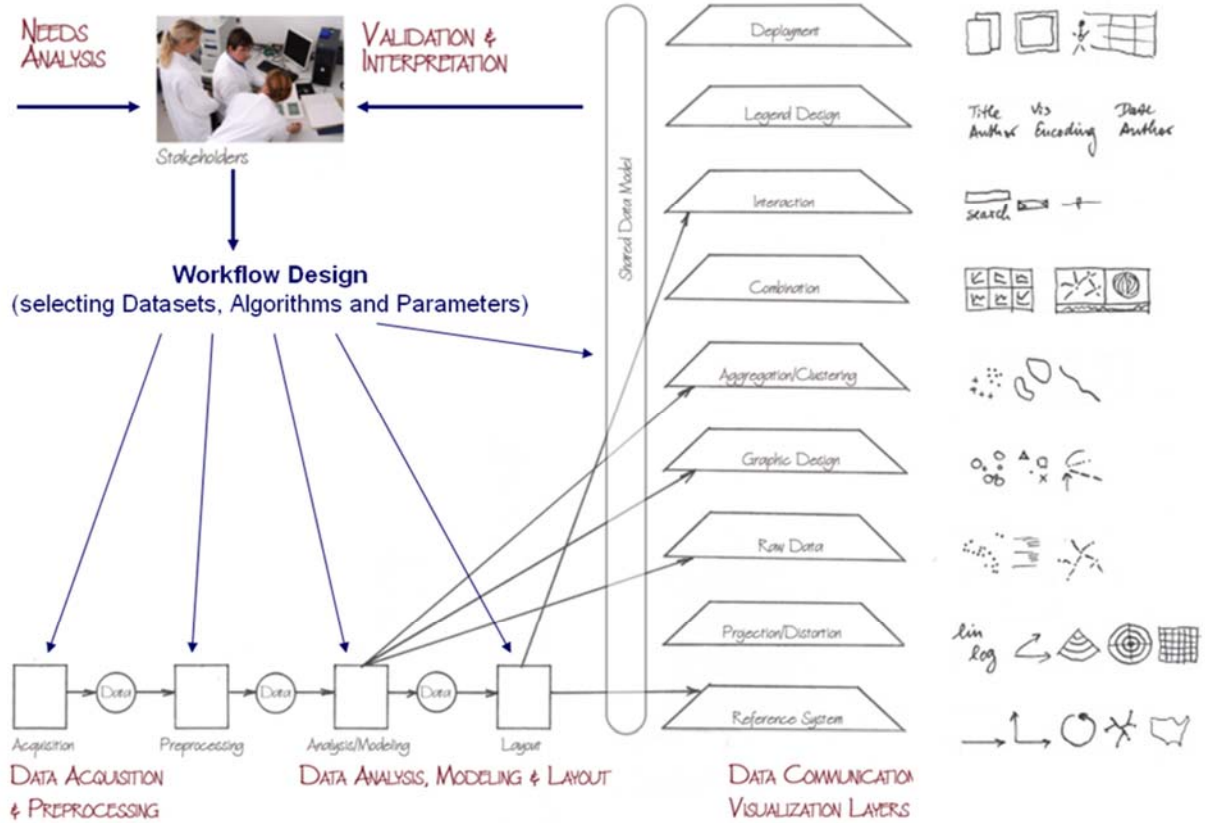 NEEDS
ANALYSIS
VALIDATION &
INTERPRETATION
Stakeholders
Workflow Design
(selecting Datasets, Algorithms and Parameters)
Shared Data Model
Deployment
Legend Design
Title Vis Date
Author Encoding Author
Interaction
search
Combination
Aggregation/Clustering
Graphic Design
Raw Data
Projection/Distortion
lin
log
Reference System
Data
Data
Data
Acquisition
Preprocessing
Analysis/Modeling
Layout
DATA ACQUISITION
& PREPROCESSING
DATA ANALYSIS, MODELING & LAYOUT
DATA COMMUNICATION
VISUALIZATION LAYERS